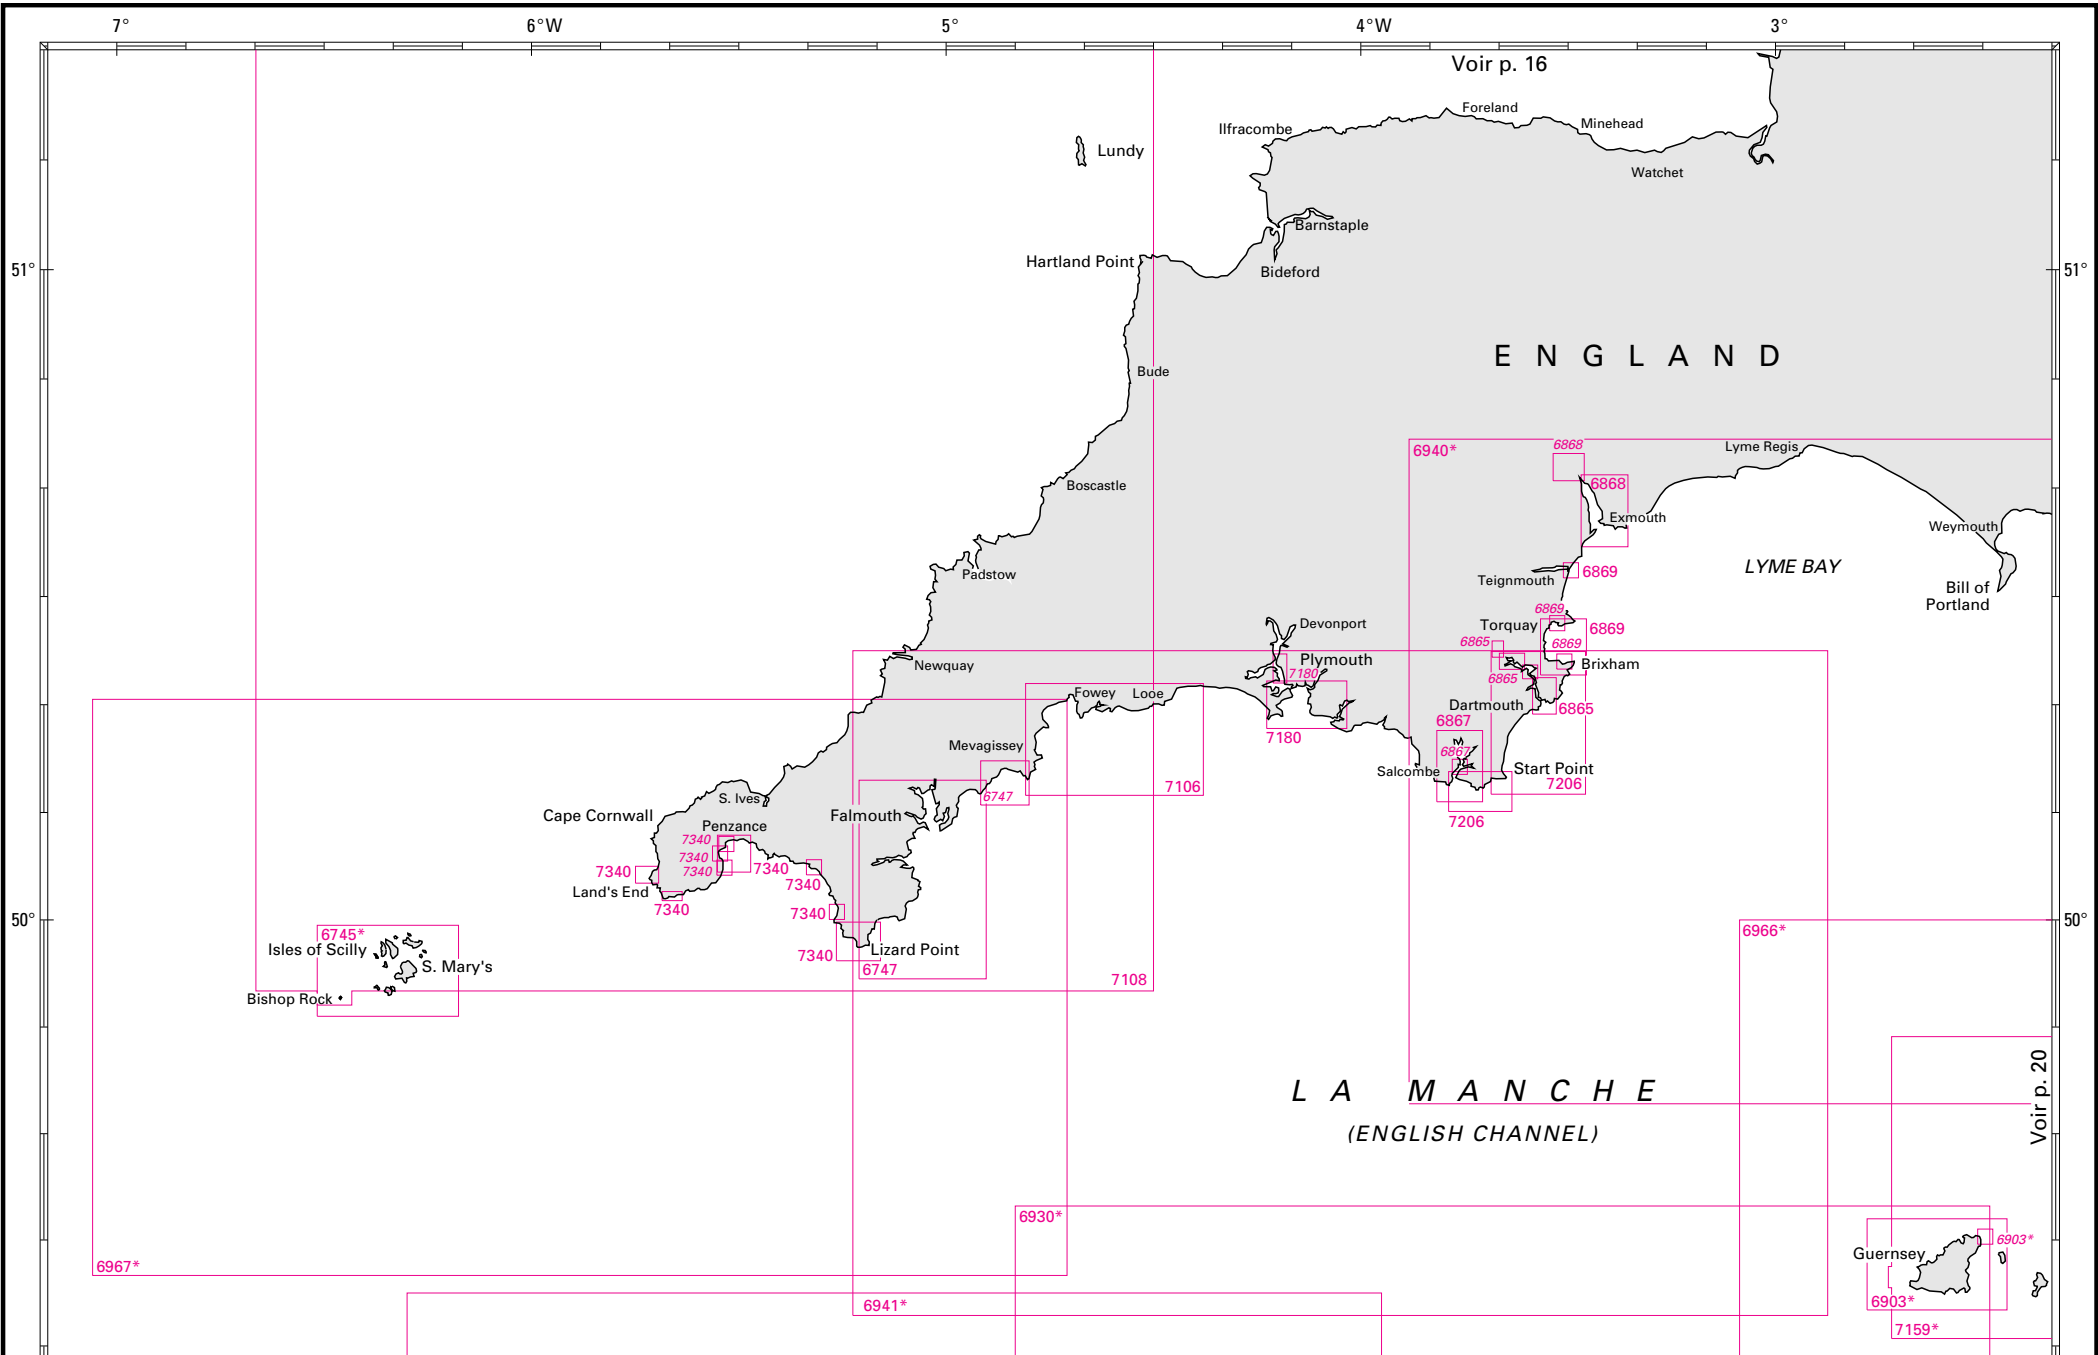 7°
6°W
5°
4°W
3°
Voir p. 16
Foreland
Ilfracombe
Minehead
Lundy
Watchet
Barnstaple
Hartland Point
51°
51°
Bideford
E N G L A N D
Bude
6868
Lyme Regis
6940*
Boscastle
6868
Exmouth
Weymouth
LYME BAY
Padstow
Teignmouth
6869
Bill of
Portland
6869
Devonport
Torquay
6869
6865
6869
Newquay
Plymouth
Brixham
7180
6865
Fowey
Looe
Dartmouth
6865
6867
7180
Mevagissey
6867
Salcombe
Start Point
7106
7206
6747
S. Ives
Cape Cornwall
Falmouth
7206
Penzance
7340
7340
7340
7340
7340
7340
Land's End
7340
7340
50°
50°
6745*
6966*
Isles of Scilly
Lizard Point
7340
S. Mary's
6747
7108
Bishop Rock
LA MANCHE
(ENGLISH CHANNEL)
Voir p. 20
6930*
6903*
Guernsey
6967*
6941*
6903*
7159*